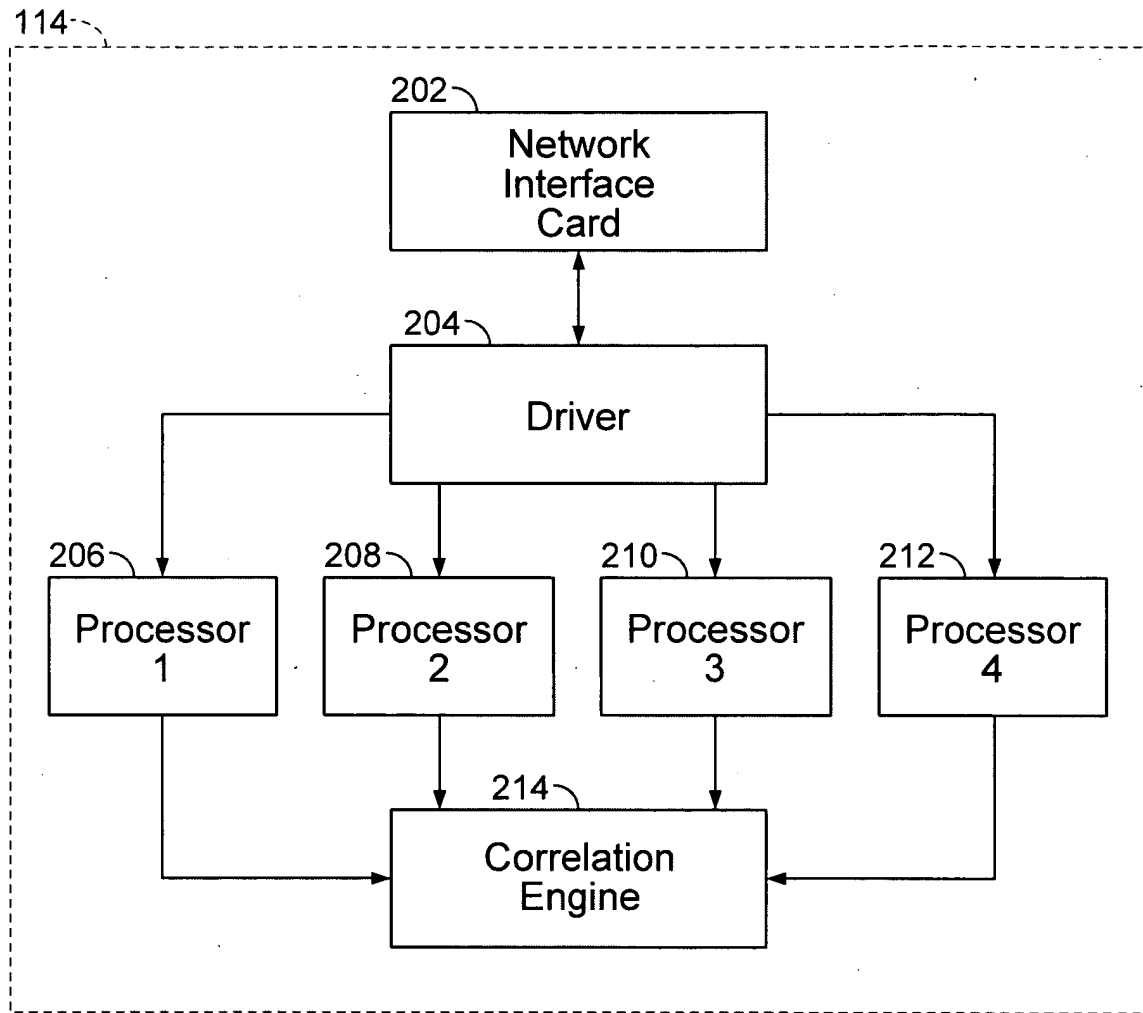 114
202
Network
Interface
Card
204
Driver
206
Processor
1
208
Processor
2
210
Processor
3
212
Processor
4
214
Correlation
Engine